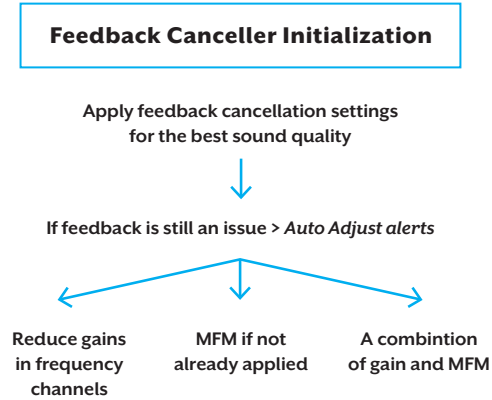 Feedback Canceller Initialization
Apply feedback cancellation settings
for the best sound quality
If feedback is still an issue > Auto Adjust alerts
Reduce gains
in frequency
channels
MFM if not
already applied
A combintion
of gain and MFM